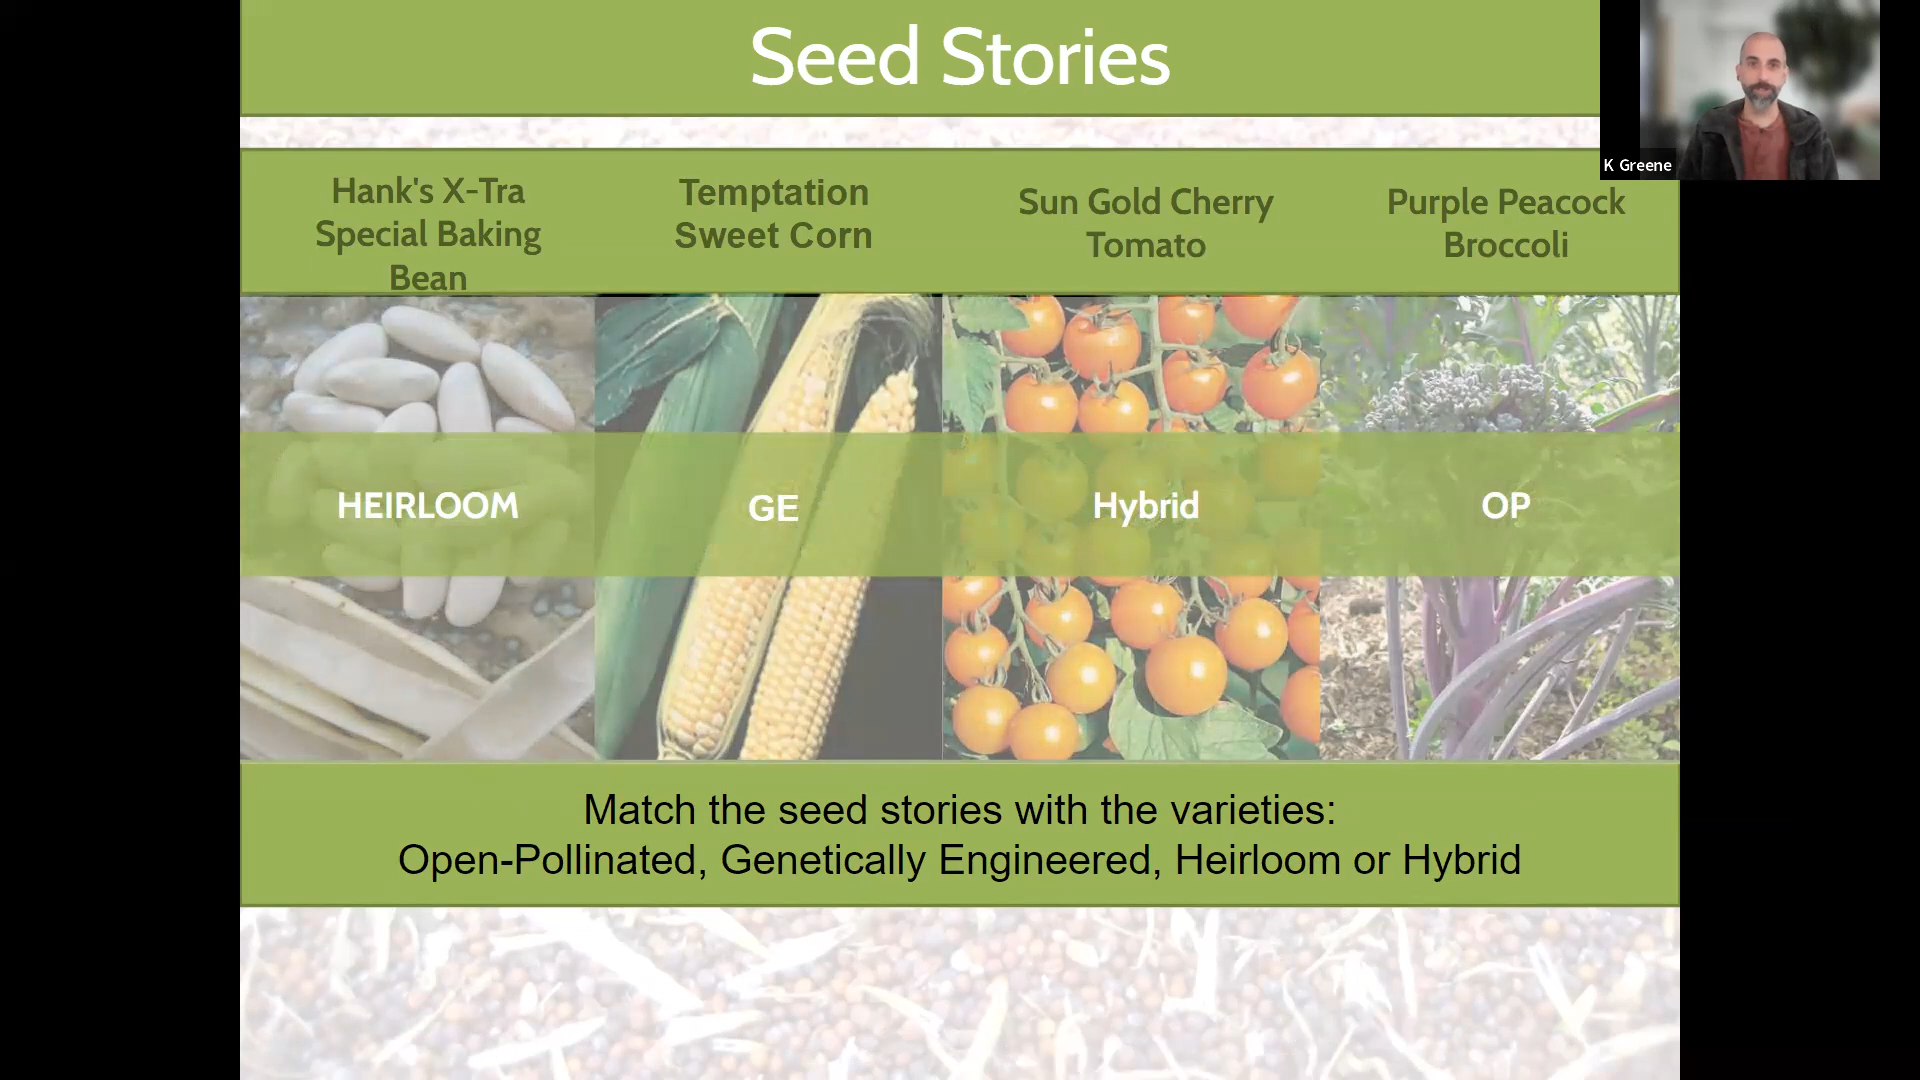 Seed Stories
K Greene
Hank's X-Tra
Special Baking
Bean
Temptation
Sweet Corn
Sun Gold Cherry
Tomato
Purple Peacock
Broccoli
HEIRLOOM
GE
Hybrid
OP
Match the seed stories with the varieties:
Open-Pollinated, Genetically Engineered, Heirloom or Hybrid